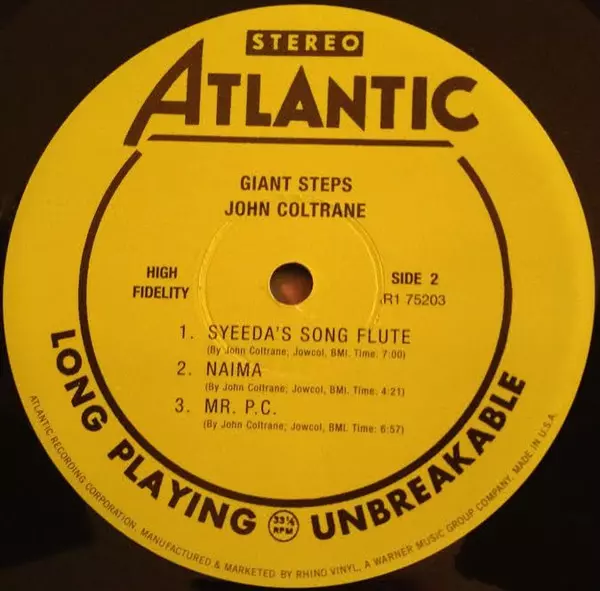 STEREO
ATLANTIC
GIANT STEPS
JOHN COLTRANE
HIGH
FIDELITY
SIDE 2
R1 75203
1. SYEEDA'S SONG FLUTE
(By John Coltrane; Jowcol, BMI. Time: 7:00)
2. NAIMA
(By John Coltrane; Jowcol, BMI. Time: 4:21)
3. MR. P.C.
(By John Coltrane; Jowcol, BMI. Time: 6:57)
LONG PLAYING 33⅓ RPM UNBREAKABLE
ATLANTIC RECORDING CORPORATION. MANUFACTURED & MARKETED BY RHINO VINYL, A WARNER MUSIC GROUP COMPANY. MADE IN U.S.A.